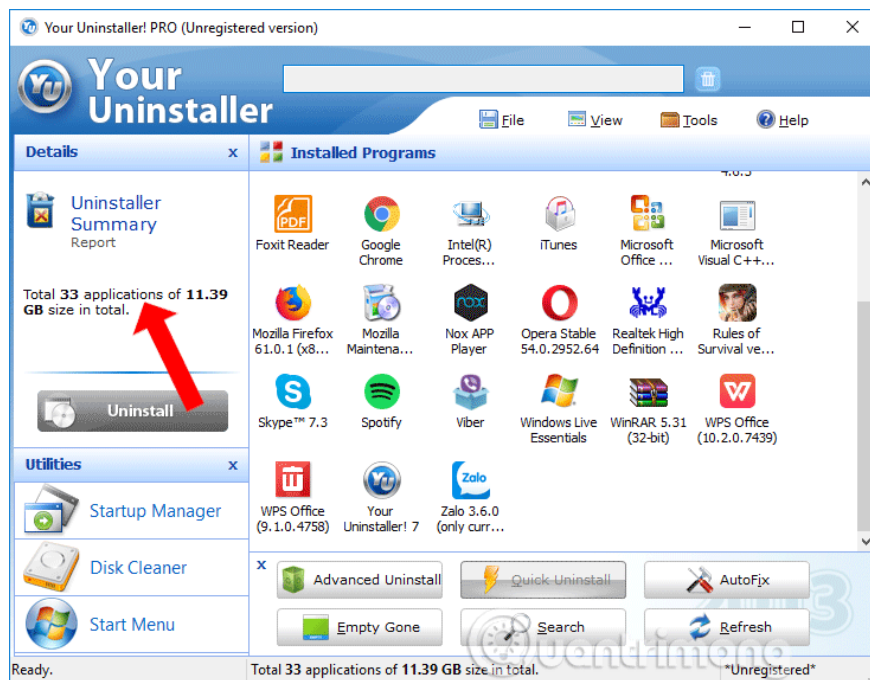 Your Uninstaller! PRO (Unregistered version)
Your
Uninstaller
File View Tools Help
Details x
Installed Programs
Uninstaller
Summary
Report
Total 33 applications of 11.39
GB size in total.
Uninstall
Utilities x
Startup Manager
Disk Cleaner
Start Menu
4.6.3
Foxit Reader
Google
Chrome
Intel(R)
Proces...
iTunes
Microsoft
Office ...
Microsoft
Visual C++...
Mozilla Firefox
61.0.1 (x8...
Mozilla
Maintena...
Nox APP
Player
Opera Stable
54.0.2952.64
Realtek High
Definition ...
Rules of
Survival ve...
Skype™ 7.3
Spotify
Viber
Windows Live
Essentials
WinRAR 5.31
(32-bit)
WPS Office
(10.2.0.7439)
WPS Office
(9.1.0.4758)
Your
Uninstaller! 7
Zalo 3.6.0
(only curr...
x
Advanced Uninstall
Quick Uninstall
AutoFix
Empty Gone
Search
Refresh
Quantrimang
Ready.
Total 33 applications of 11.39 GB size in total.
*Unregistered*